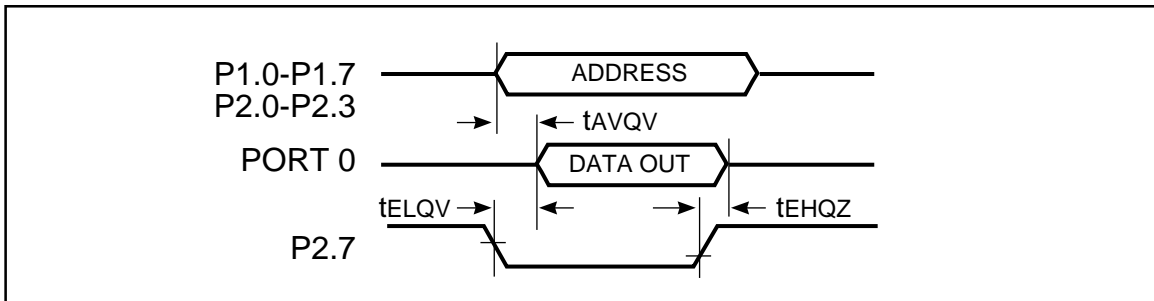 P1.0-P1.7
ADDRESS
P2.0-P2.3
tAVQV
PORT 0
DATA OUT
tELQV
tEHQZ
P2.7